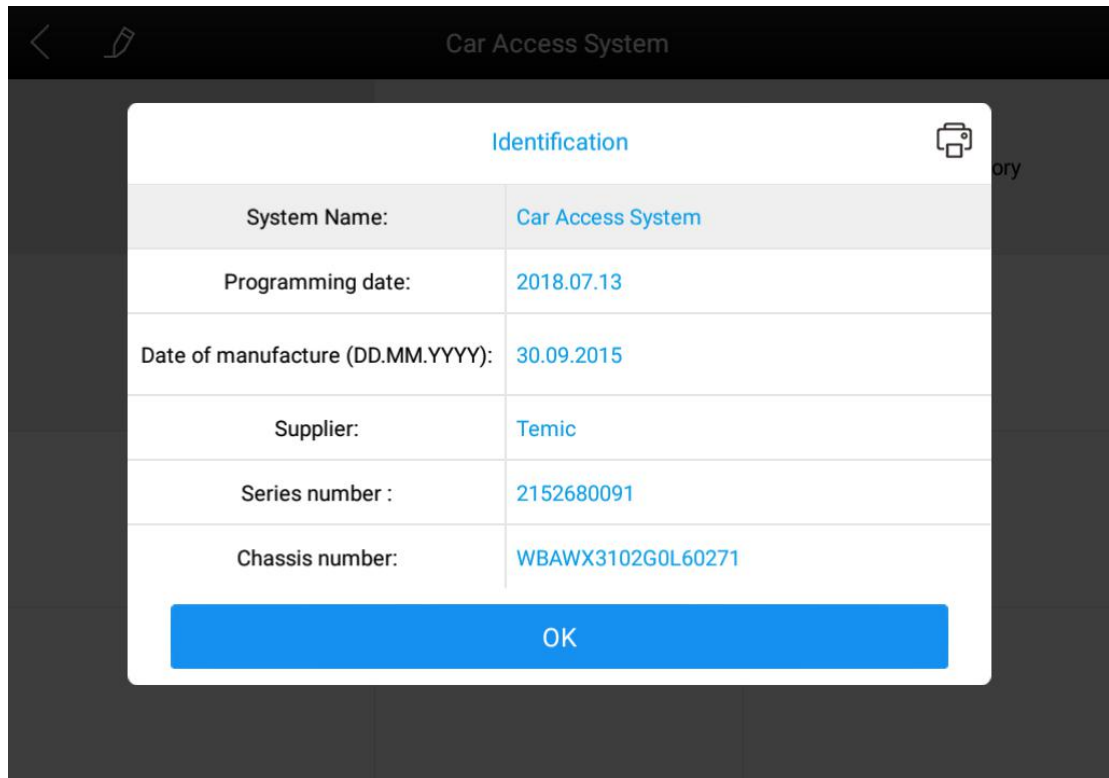 Car Access System
Identification
ory
System Name: Car Access System
Programming date: 2018.07.13
Date of manufacture (DD.MM.YYYY): 30.09.2015
Supplier: Temic
Series number : 2152680091
Chassis number: WBAWX3102G0L60271
OK